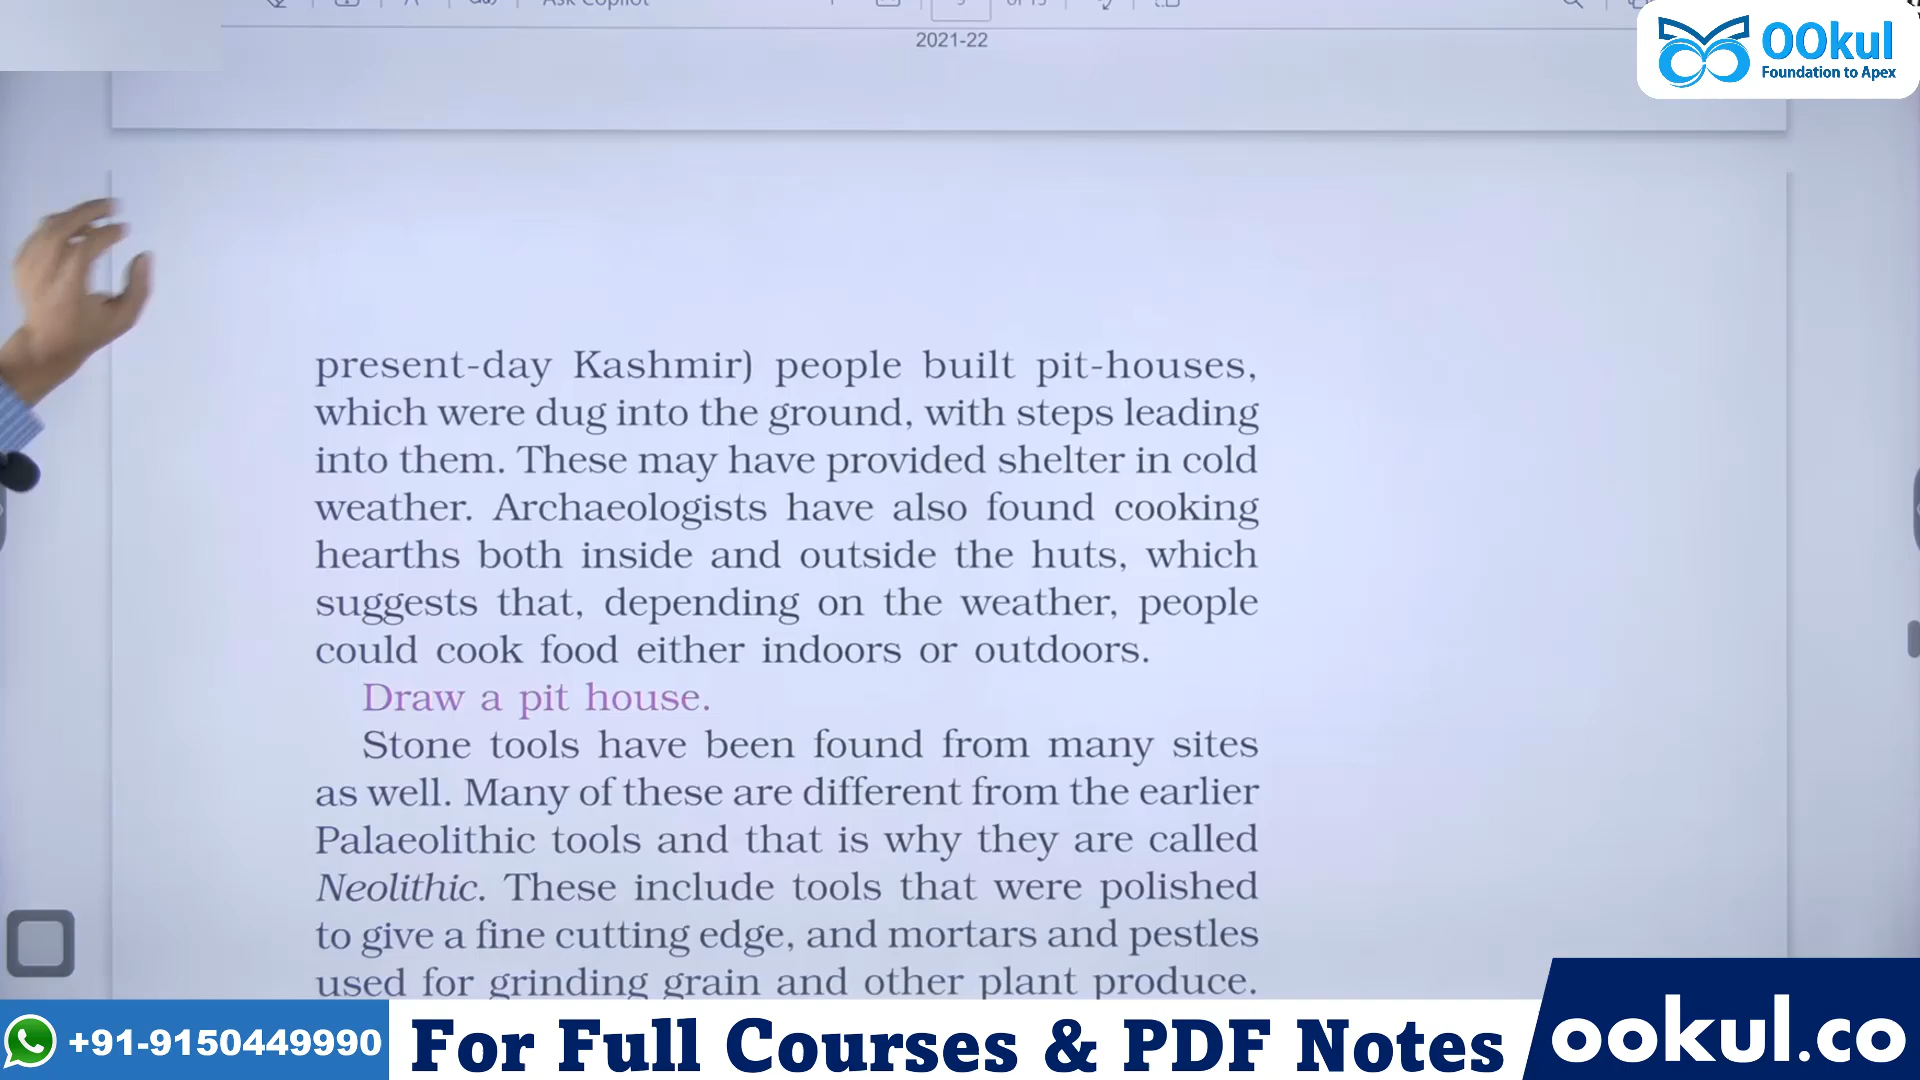 Ask Copilot
2021-22
OOkul
Foundation to Apex
present-day Kashmir) people built pit-houses,
which were dug into the ground, with steps leading
into them. These may have provided shelter in cold
weather. Archaeologists have also found cooking
hearths both inside and outside the huts, which
suggests that, depending on the weather, people
could cook food either indoors or outdoors.
Draw a pit house.
Stone tools have been found from many sites
as well. Many of these are different from the earlier
Palaeolithic tools and that is why they are called
Neolithic. These include tools that were polished
to give a fine cutting edge, and mortars and pestles
used for grinding grain and other plant produce.
+91-9150449990
For Full Courses & PDF Notes
ookul.co